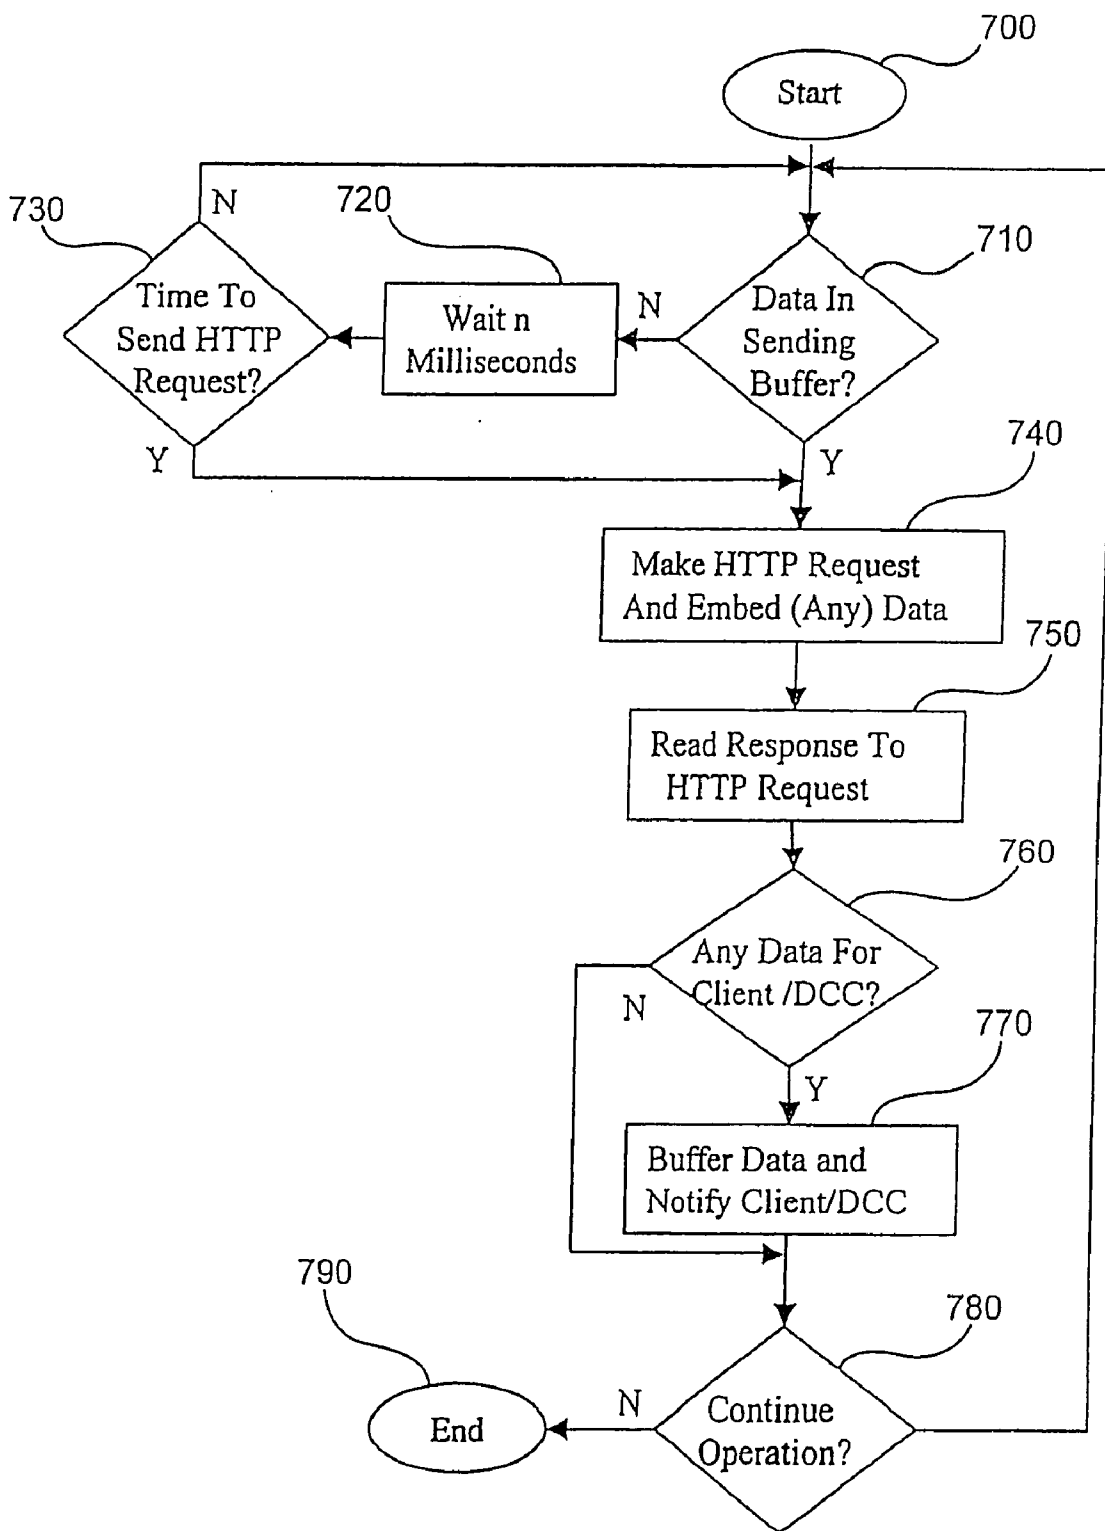 700
Start
N
730
720
710
Time To
Send HTTP
Request?
Wait n
Milliseconds
N
Data In
Sending
Buffer?
Y
Y
740
Make HTTP Request
And Embed (Any) Data
750
Read Response To
HTTP Request
760
Any Data For
Client /DCC?
N
770
Y
Buffer Data and
Notify Client/DCC
790
780
End
N
Continue
Operation?